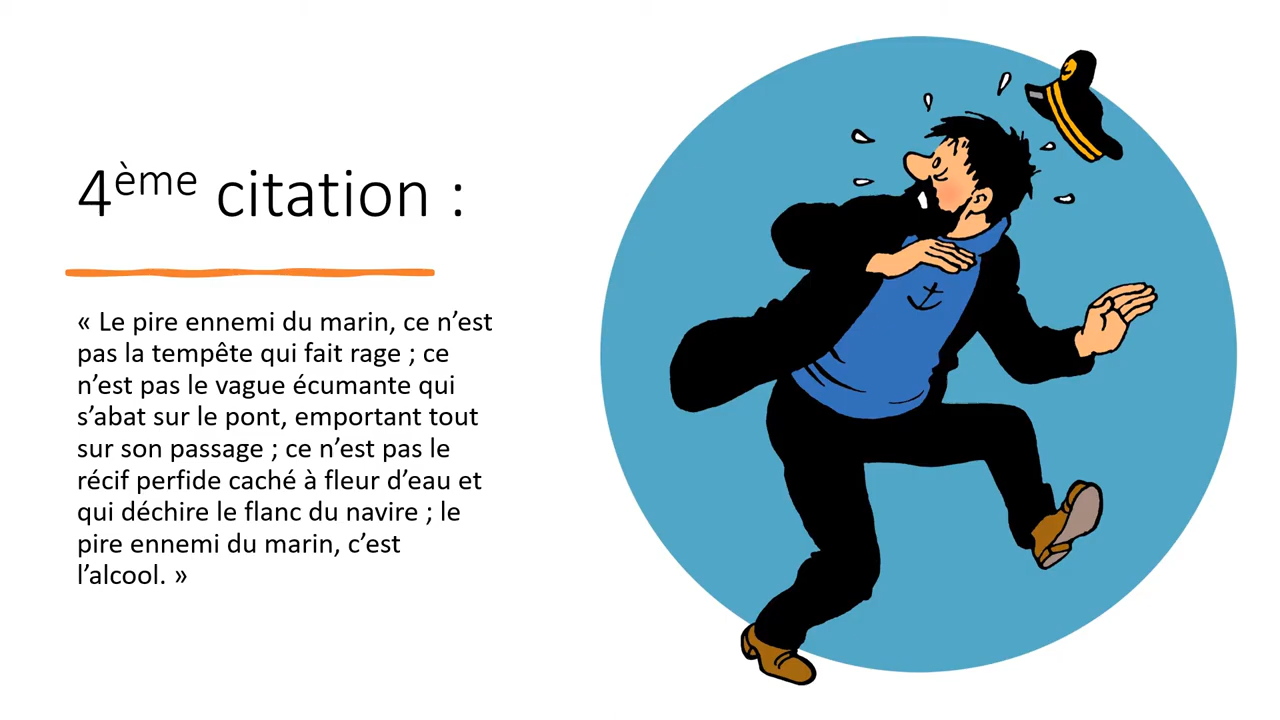 4ème citation :
« Le pire ennemi du marin, ce n’est
pas la tempête qui fait rage ; ce
n’est pas le vague écumante qui
s’abat sur le pont, emportant tout
sur son passage ; ce n’est pas le
récif perfide caché à fleur d’eau et
qui déchire le flanc du navire ; le
pire ennemi du marin, c’est
l’alcool. »